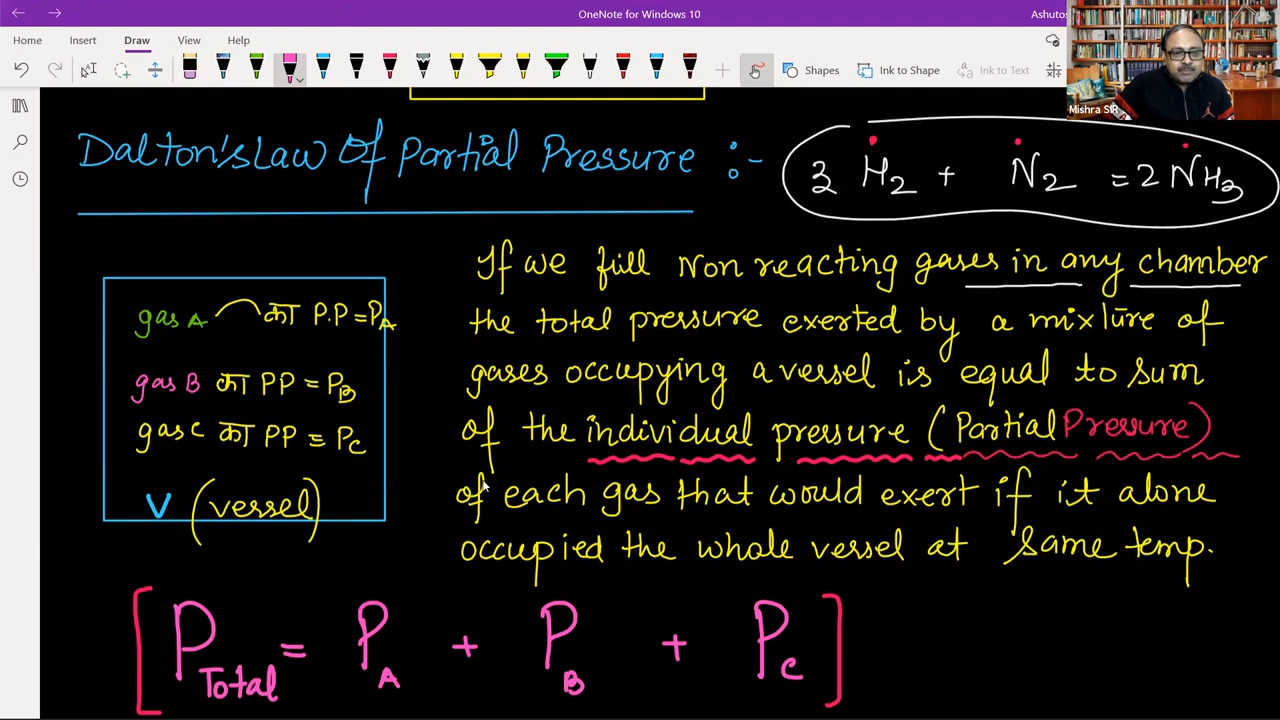 OneNote for Windows 10
Ashutos
Home Insert Draw View Help
Shapes Ink to Shape Ink to Text
Mishra SIR
Dalton's Law Of Partial Pressure :-
3 H2 + N2 = 2 NH3
If we fill Non reacting gases in any chamber
the total pressure exerted by a mixture of
gases occupying a vessel is equal to sum
of the individual pressure (Partial Pressure)
of each gas that would exert if it alone
occupied the whole vessel at same temp.
gas A का P.P = PA
gas B का PP = PB
gas C का PP = PC
V (vessel)
[PTotal = PA + PB + PC]